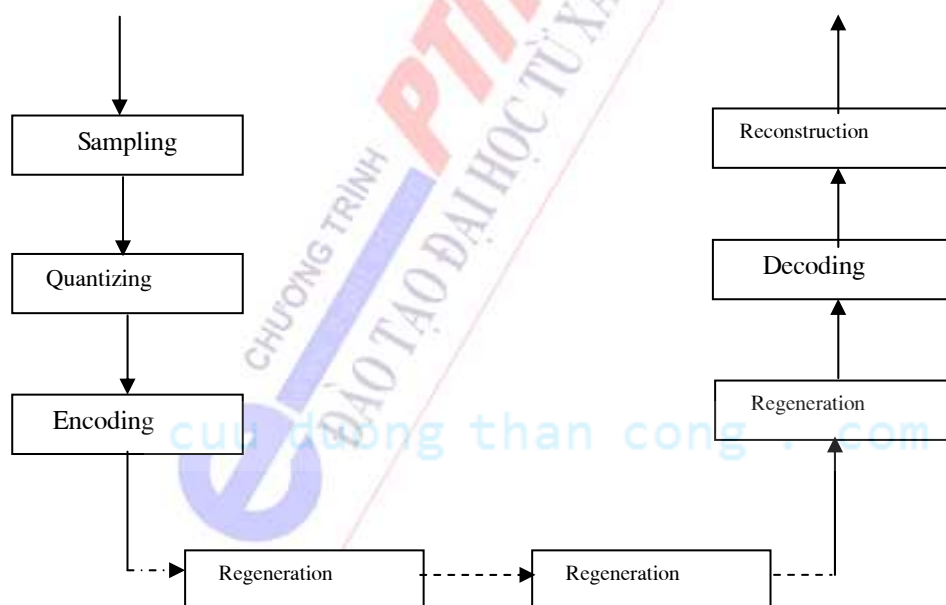 Sampling
Quantizing
Encoding
Regeneration
Regeneration
Regeneration
Decoding
Reconstruction
CHƯƠNG TRÌNH PTIT
ĐÀO TẠO ĐẠI HỌC TỪ XA
e
cuu duong than cong . com